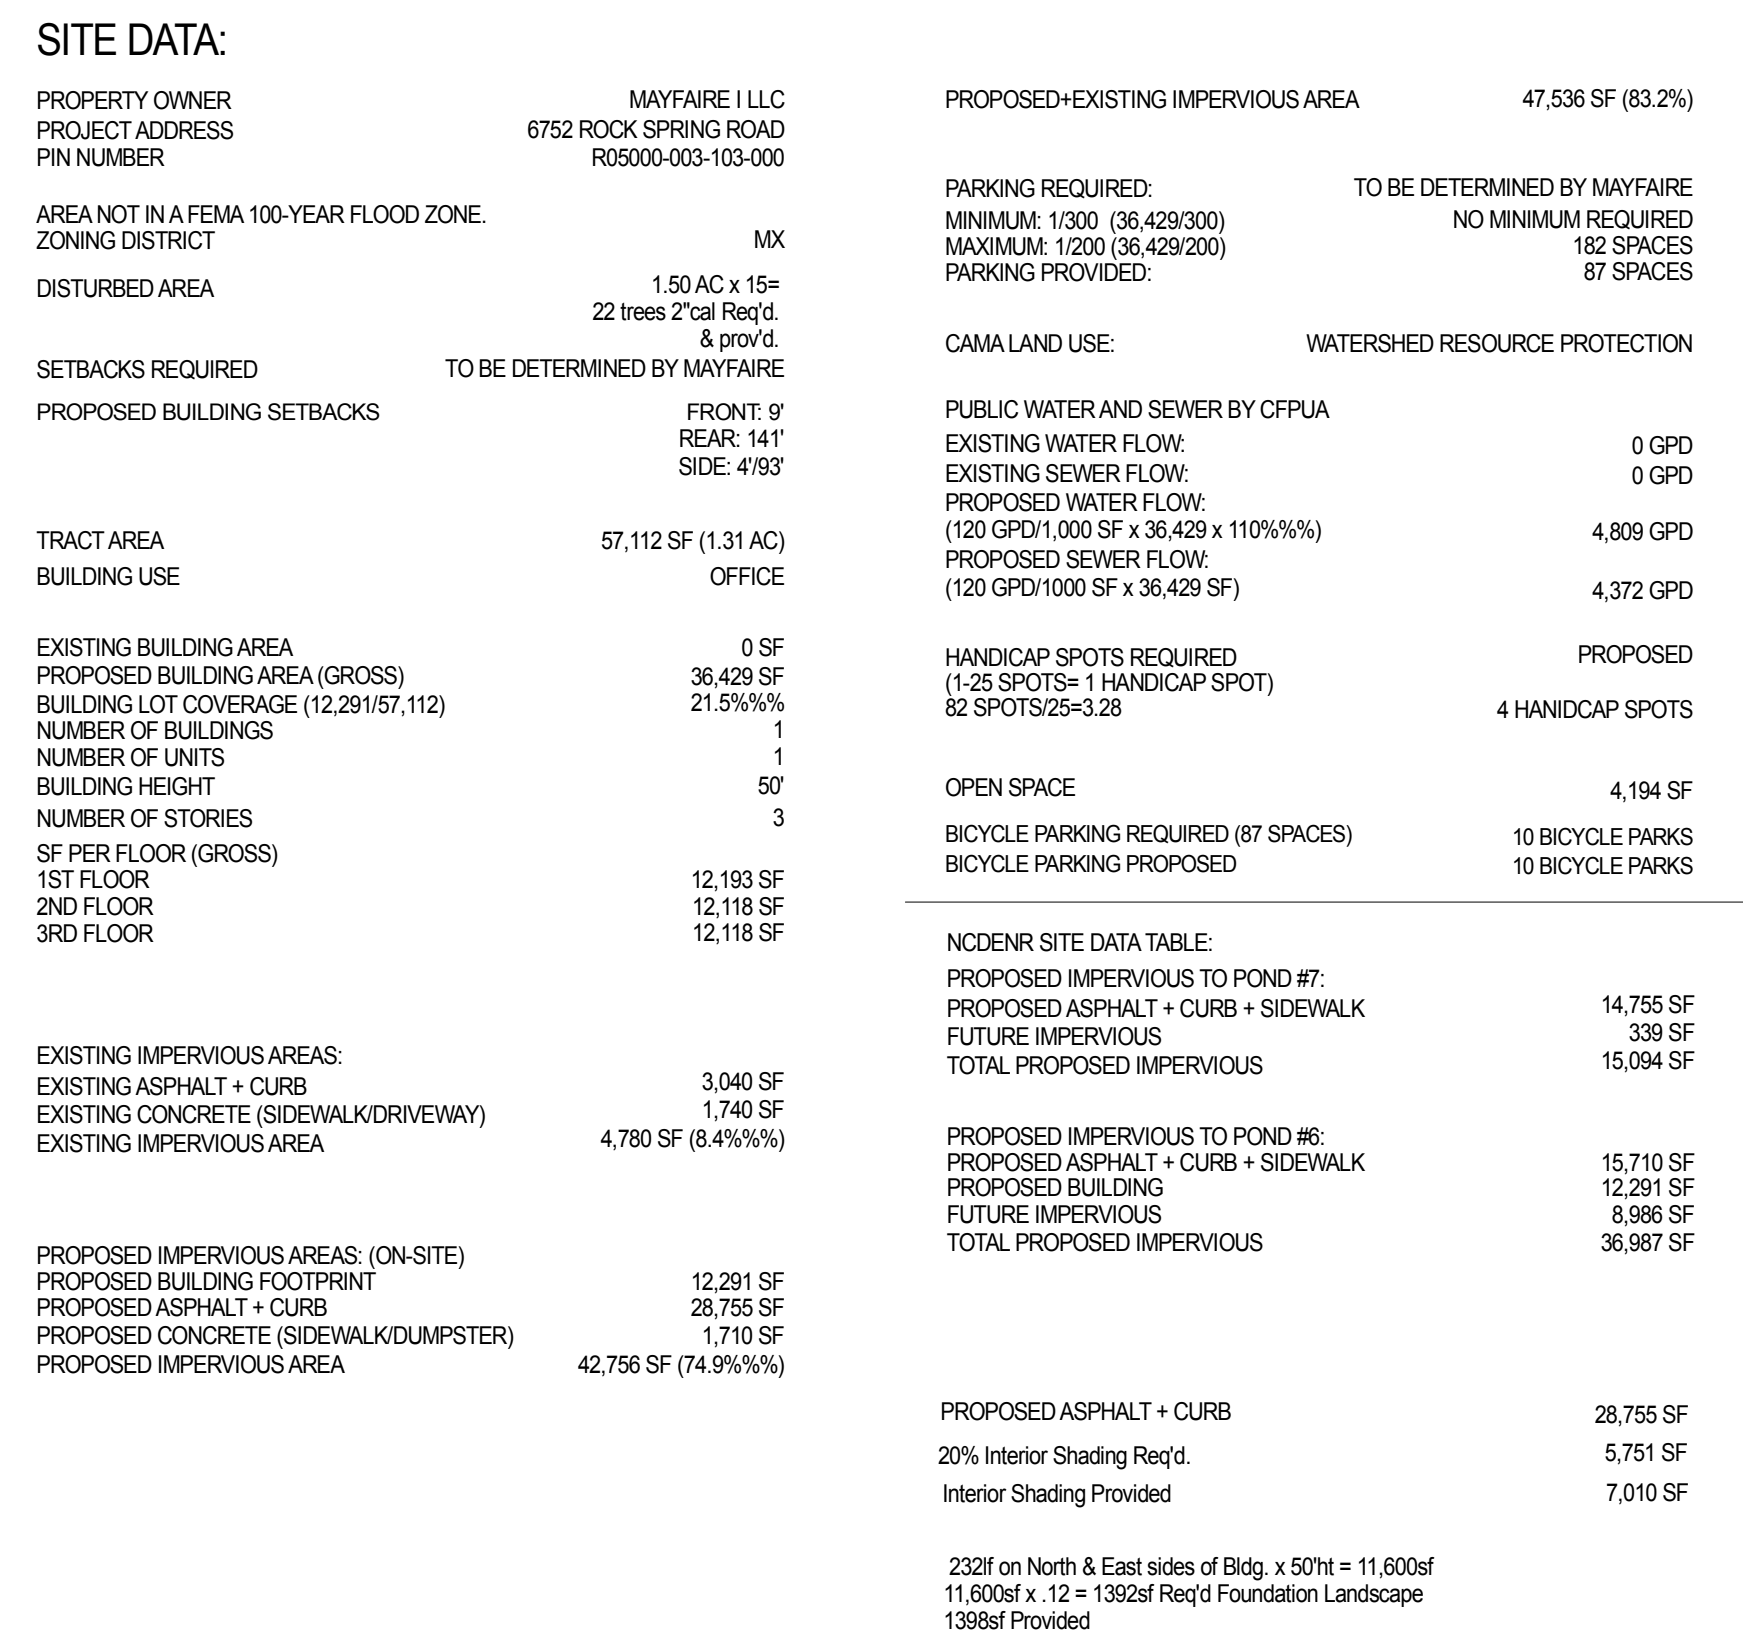 SITE DATA:
PROPERTY OWNER MAYFAIRE I LLC
PROJECT ADDRESS 6752 ROCK SPRING ROAD
PIN NUMBER R05000-003-103-000
AREA NOT IN A FEMA 100-YEAR FLOOD ZONE.
ZONING DISTRICT MX
DISTURBED AREA 1.50 AC x 15=
22 trees 2"cal Req'd.
& prov'd.
SETBACKS REQUIRED TO BE DETERMINED BY MAYFAIRE
PROPOSED BUILDING SETBACKS FRONT: 9'
REAR: 141'
SIDE: 4'/93'
TRACT AREA 57,112 SF (1.31 AC)
BUILDING USE OFFICE
EXISTING BUILDING AREA 0 SF
PROPOSED BUILDING AREA (GROSS) 36,429 SF
BUILDING LOT COVERAGE (12,291/57,112) 21.5%%%
NUMBER OF BUILDINGS 1
NUMBER OF UNITS 1
BUILDING HEIGHT 50'
NUMBER OF STORIES 3
SF PER FLOOR (GROSS)
1ST FLOOR 12,193 SF
2ND FLOOR 12,118 SF
3RD FLOOR 12,118 SF
EXISTING IMPERVIOUS AREAS:
EXISTING ASPHALT + CURB 3,040 SF
EXISTING CONCRETE (SIDEWALK/DRIVEWAY) 1,740 SF
EXISTING IMPERVIOUS AREA 4,780 SF (8.4%%%)
PROPOSED IMPERVIOUS AREAS: (ON-SITE)
PROPOSED BUILDING FOOTPRINT 12,291 SF
PROPOSED ASPHALT + CURB 28,755 SF
PROPOSED CONCRETE (SIDEWALK/DUMPSTER) 1,710 SF
PROPOSED IMPERVIOUS AREA 42,756 SF (74.9%%%)
PROPOSED+EXISTING IMPERVIOUS AREA 47,536 SF (83.2%)
PARKING REQUIRED: TO BE DETERMINED BY MAYFAIRE
MINIMUM: 1/300 (36,429/300) NO MINIMUM REQUIRED
MAXIMUM: 1/200 (36,429/200) 182 SPACES
PARKING PROVIDED: 87 SPACES
CAMA LAND USE: WATERSHED RESOURCE PROTECTION
PUBLIC WATER AND SEWER BY CFPUA
EXISTING WATER FLOW: 0 GPD
EXISTING SEWER FLOW: 0 GPD
PROPOSED WATER FLOW:
(120 GPD/1,000 SF x 36,429 x 110%%%) 4,809 GPD
PROPOSED SEWER FLOW:
(120 GPD/1000 SF x 36,429 SF) 4,372 GPD
HANDICAP SPOTS REQUIRED PROPOSED
(1-25 SPOTS= 1 HANDICAP SPOT)
82 SPOTS/25=3.28 4 HANIDCAP SPOTS
OPEN SPACE 4,194 SF
BICYCLE PARKING REQUIRED (87 SPACES) 10 BICYCLE PARKS
BICYCLE PARKING PROPOSED 10 BICYCLE PARKS
NCDENR SITE DATA TABLE:
PROPOSED IMPERVIOUS TO POND #7:
PROPOSED ASPHALT + CURB + SIDEWALK 14,755 SF
FUTURE IMPERVIOUS 339 SF
TOTAL PROPOSED IMPERVIOUS 15,094 SF
PROPOSED IMPERVIOUS TO POND #6:
PROPOSED ASPHALT + CURB + SIDEWALK 15,710 SF
PROPOSED BUILDING 12,291 SF
FUTURE IMPERVIOUS 8,986 SF
TOTAL PROPOSED IMPERVIOUS 36,987 SF
PROPOSED ASPHALT + CURB 28,755 SF
20% Interior Shading Req'd. 5,751 SF
Interior Shading Provided 7,010 SF
232lf on North & East sides of Bldg. x 50'ht = 11,600sf
11,600sf x .12 = 1392sf Req'd Foundation Landscape
1398sf Provided